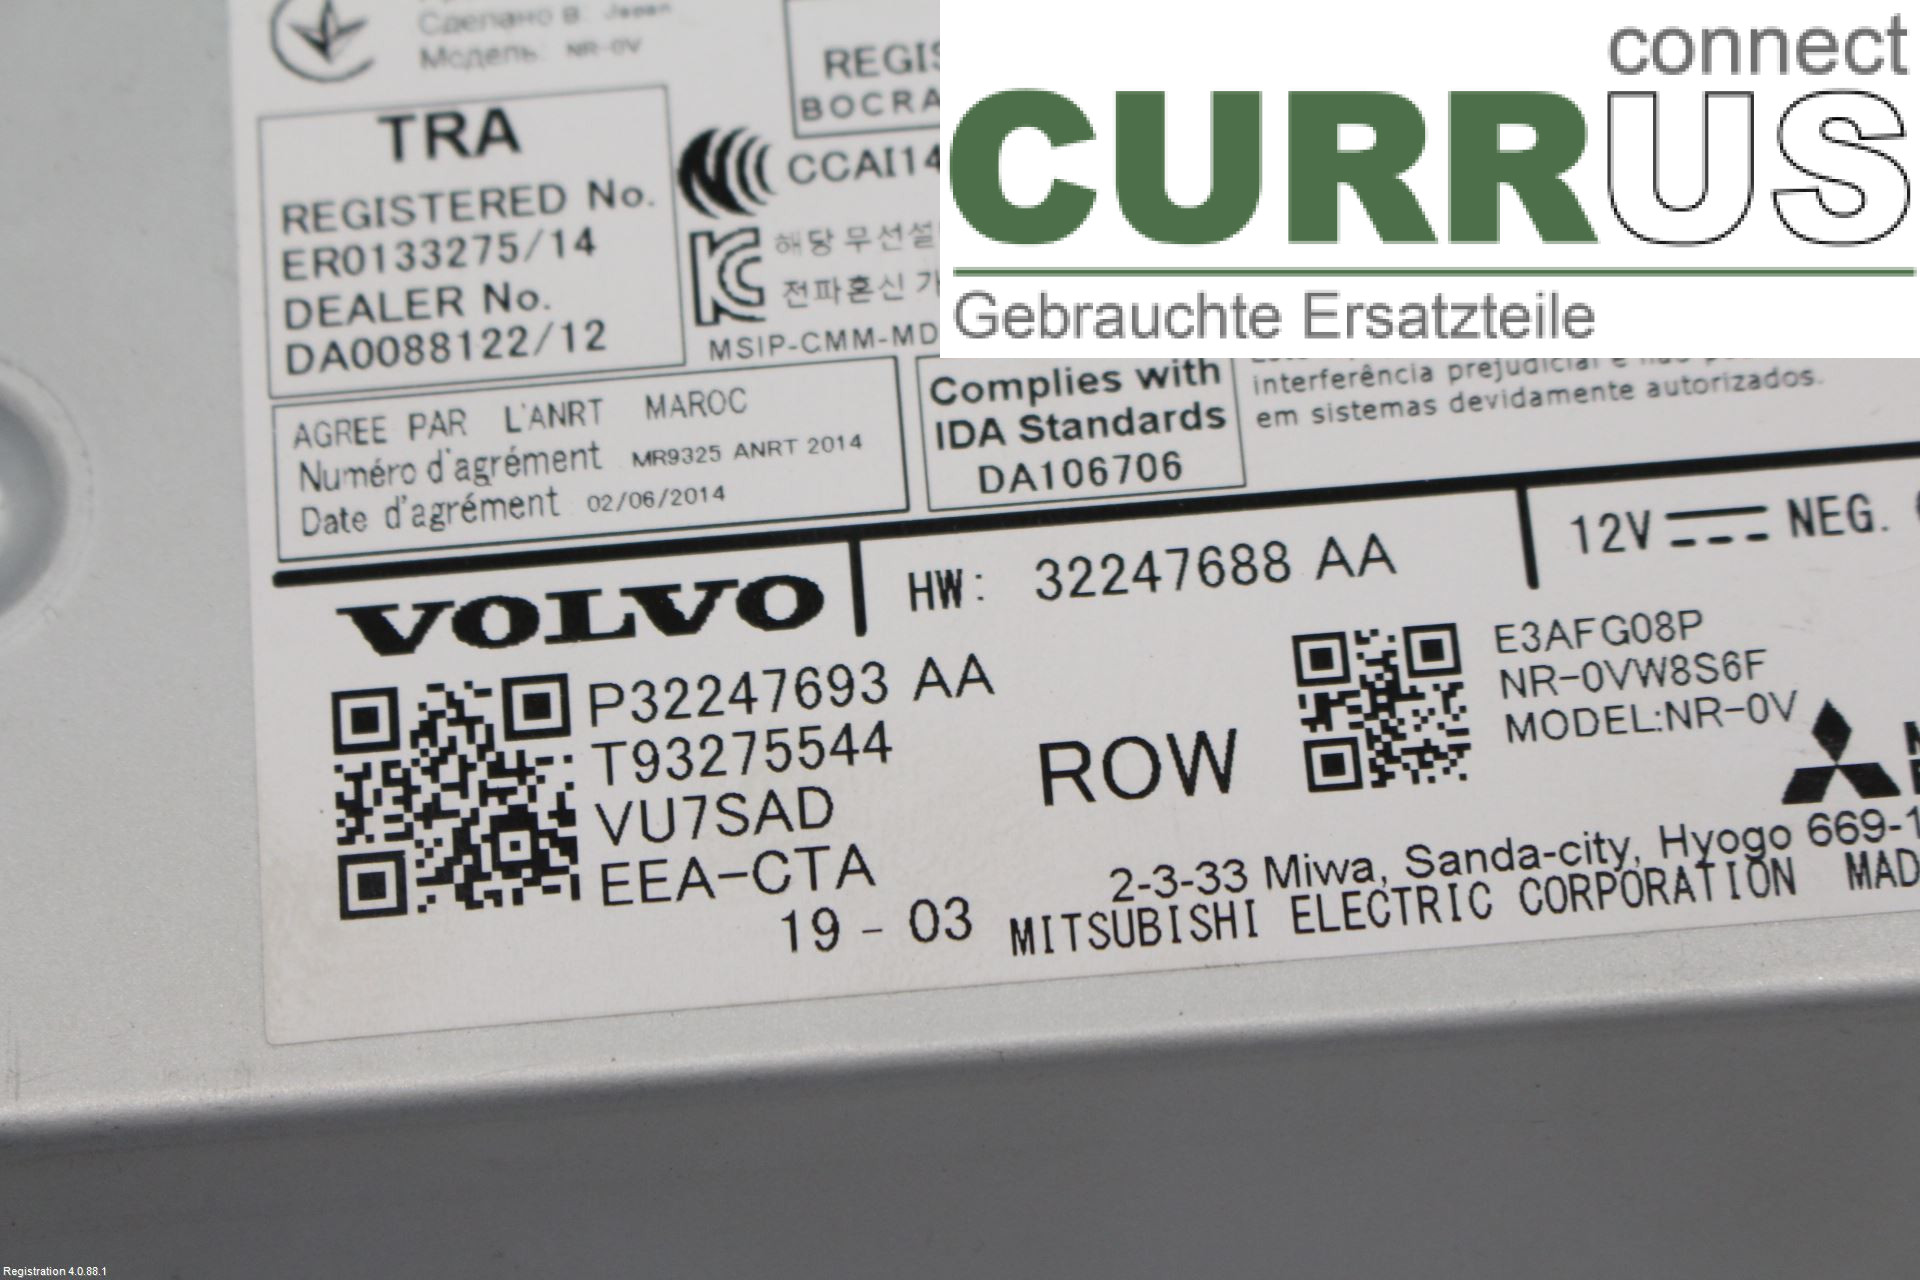 Сделано в: Japan
Модель: NR-0V
TRA
REGISTERED No.
ER0133275/14
DEALER No.
DA0088122/12
BOCRA
CCAI14
해당 무선설
전파혼신 가
MSIP-CMM-MD
AGREE PAR L'ANRT MAROC
Numéro d'agrément MR9325 ANRT 2014
Date d'agrément 02/06/2014
Complies with
IDA Standards
DA106706
interferência prejudicial e não
em sistemas devidamente autorizados.
connect
CURRUS
Gebrauchte Ersatzteile
VOLVO
HW: 32247688 AA
12V NEG.
P32247693 AA
T93275544
VU7SAD
EEA-CTA
19 - 03
ROW
E3AFG08P
NR-0VW8S6F
MODEL:NR-0V
2-3-33 Miwa, Sanda-city, Hyogo 669-1
MITSUBISHI ELECTRIC CORPORATION MAD
Registration 4.0.88.1